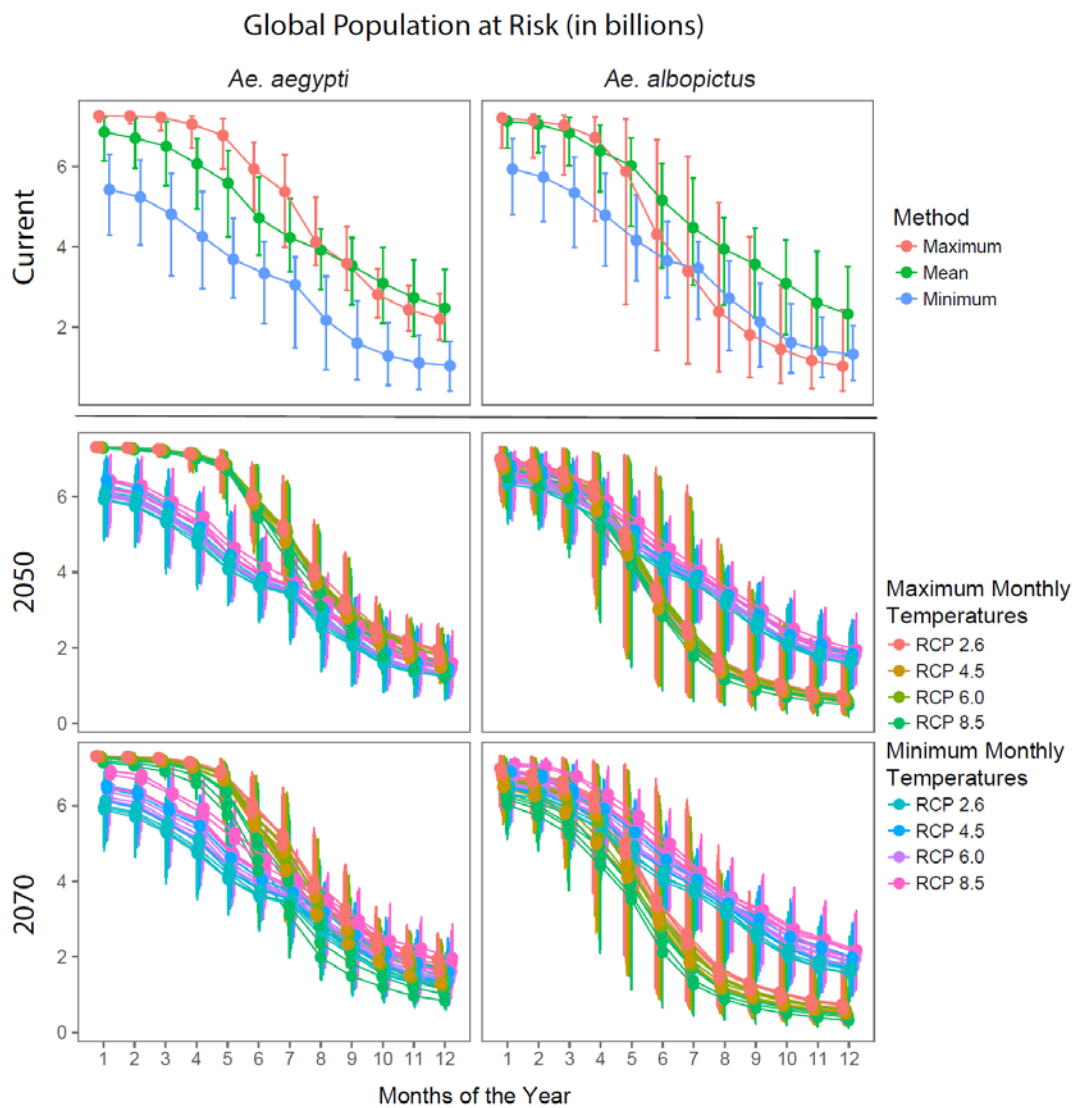 Global Population at Risk (in billions)
Ae. aegypti
Ae. albopictus
Current
6
4
2
Method
Maximum
Mean
Minimum
2050
6
4
2
0
Maximum Monthly
Temperatures
RCP 2.6
RCP 4.5
RCP 6.0
RCP 8.5
2070
6
4
2
0
Minimum Monthly
Temperatures
RCP 2.6
RCP 4.5
RCP 6.0
RCP 8.5
1 2 3 4 5 6 7 8 9 10 11 12
1 2 3 4 5 6 7 8 9 10 11 12
Months of the Year